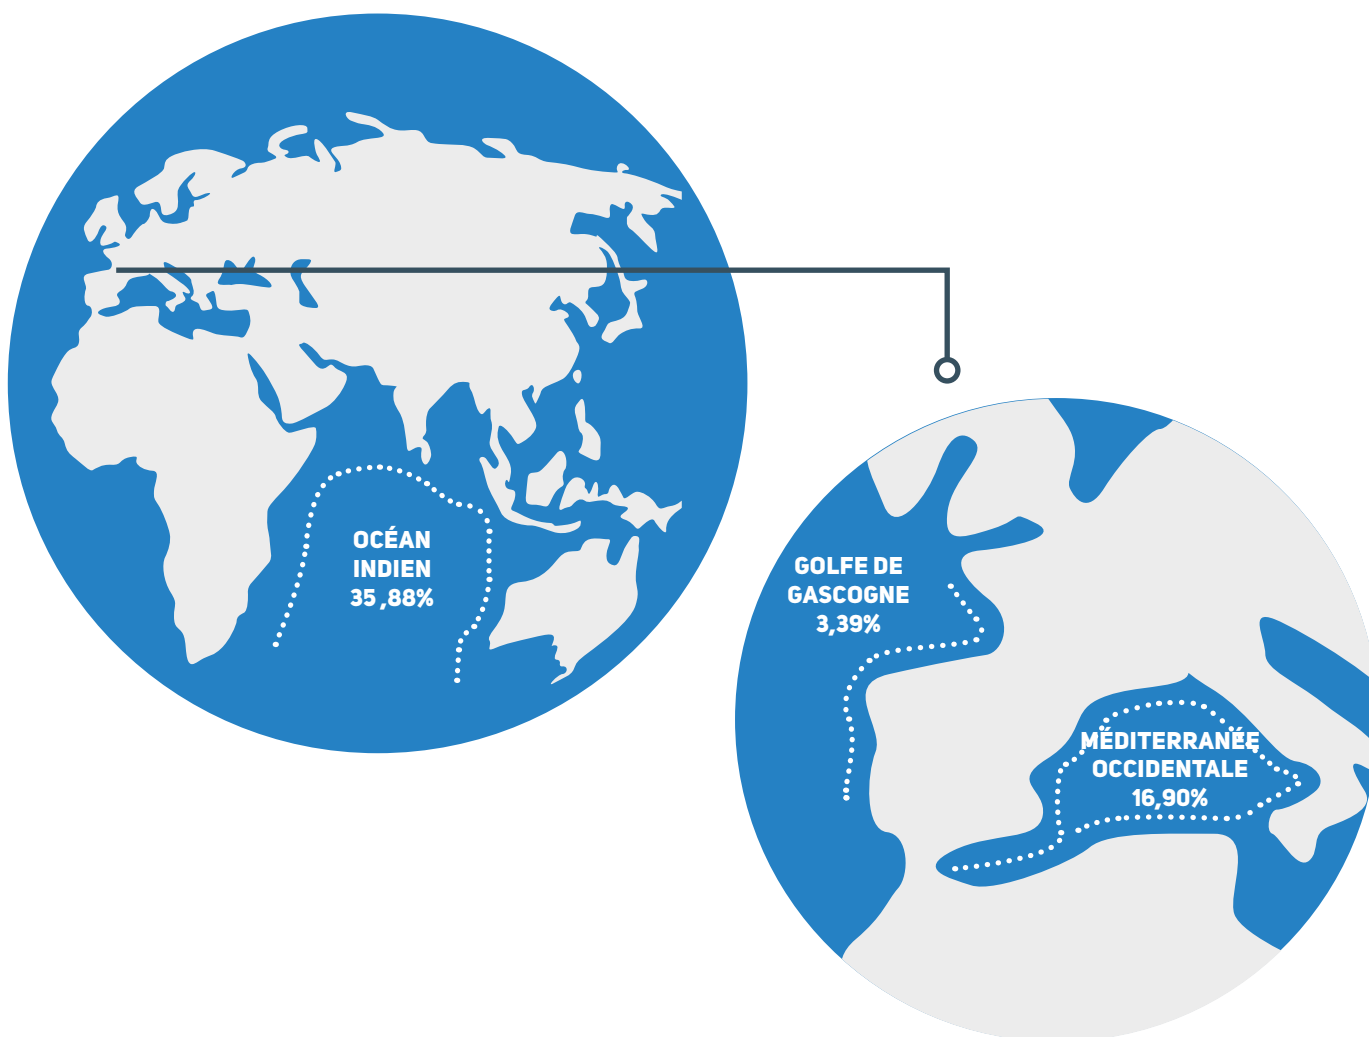 OCÉAN
INDIEN
35 ,88%
GOLFE DE
GASCOGNE
3,39%
MÉDITERRANÉE
OCCIDENTALE
16,90%